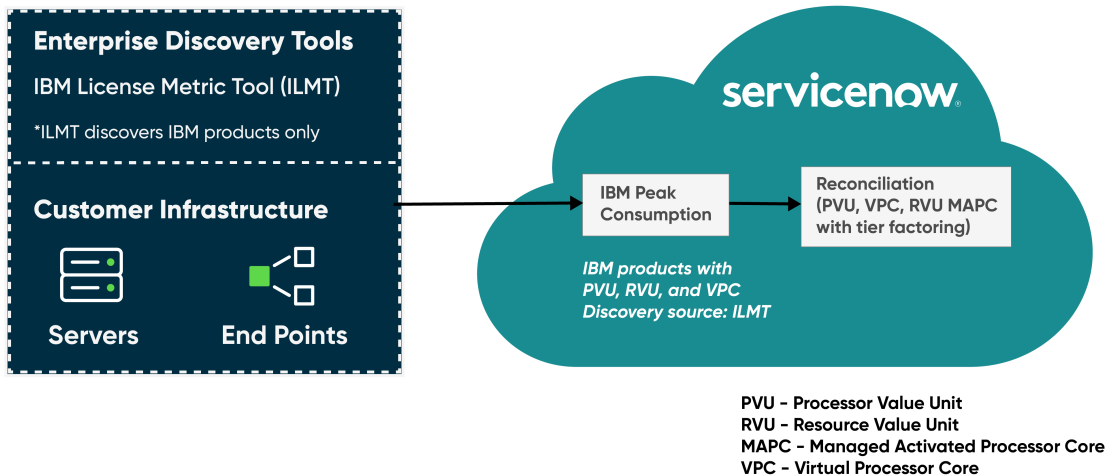 Enterprise Discovery Tools
IBM License Metric Tool (ILMT)
*ILMT discovers IBM products only
Customer Infrastructure
Servers
End Points
servicenow®
IBM Peak
Consumption
Reconciliation
(PVU, VPC, RVU MAPC
with tier factoring)
IBM products with
PVU, RVU, and VPC
Discovery source: ILMT
PVU - Processor Value Unit
RVU - Resource Value Unit
MAPC - Managed Activated Processor Core
VPC - Virtual Processor Core